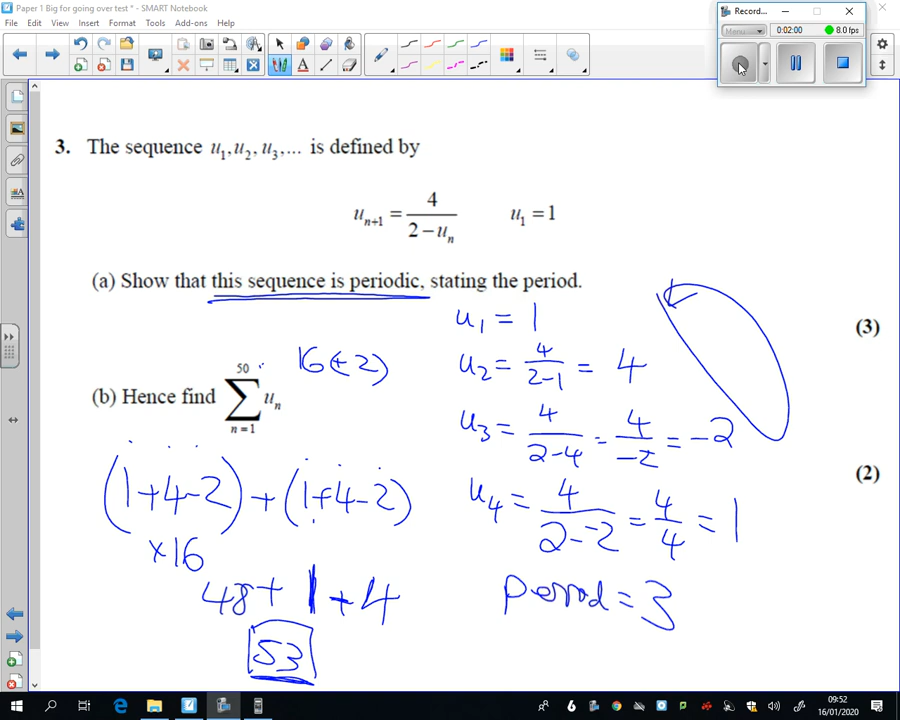 Paper 1 Big for going over test * - SMART Notebook
File Edit View Insert Format Tools Add-ons Help
Record...
Menu
0:02:00
8.0 fps
3. The sequence u₁, u₂, u₃, ... is defined by
uₙ₊₁ = 4/(2 − uₙ) u₁ = 1
(a) Show that this sequence is periodic, stating the period.
(3)
u₁ = 1
u₂ = 4/(2-1) = 4
u₃ = 4/(2-4) = 4/-2 = -2
u₄ = 4/(2--2) = 4/4 = 1
Period = 3
(b) Hence find ∑ₙ₌₁⁵⁰ uₙ
16 (+2)
(2)
(1+4-2) + (1+4-2)
×16
48 + 1 + 4
53
09:52
16/01/2020